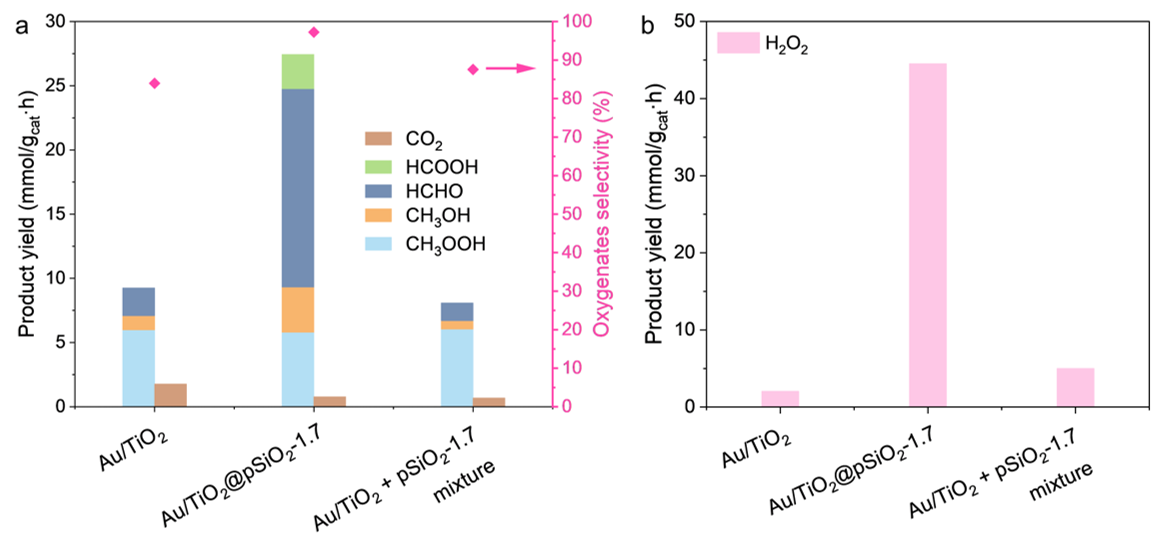 a
30
25
20
15
10
5
0
Product yield (mmol/g_cat·h)
CO₂
HCOOH
HCHO
CH₃OH
CH₃OOH
100
90
80
70
60
50
40
30
20
10
0
Oxygenates selectivity (%)
Au/TiO₂
Au/TiO₂@pSiO₂-1.7
Au/TiO₂ + pSiO₂-1.7
mixture
b
50
40
30
20
10
0
Product yield (mmol/g_cat·h)
H₂O₂
Au/TiO₂
Au/TiO₂@pSiO₂-1.7
Au/TiO₂ + pSiO₂-1.7
mixture